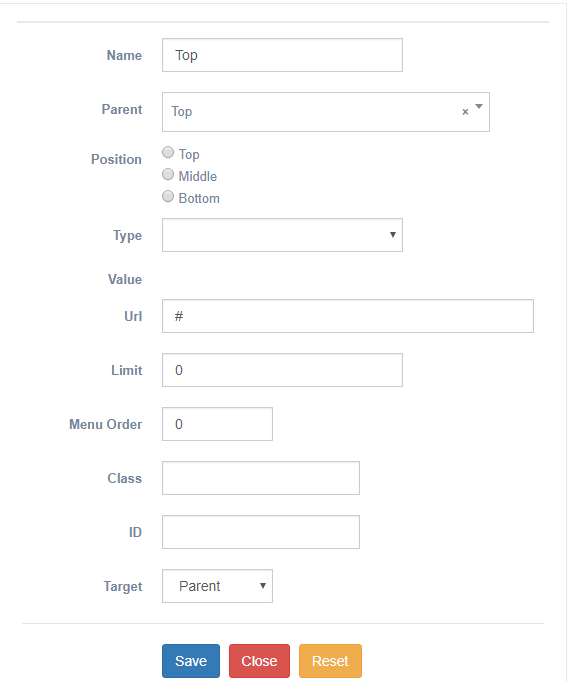 Name Top
Parent Top × 
Position Top
Middle
Bottom
Type
Value
Url #
Limit 0
Menu Order 0
Class
ID
Target Parent
Save Close Reset